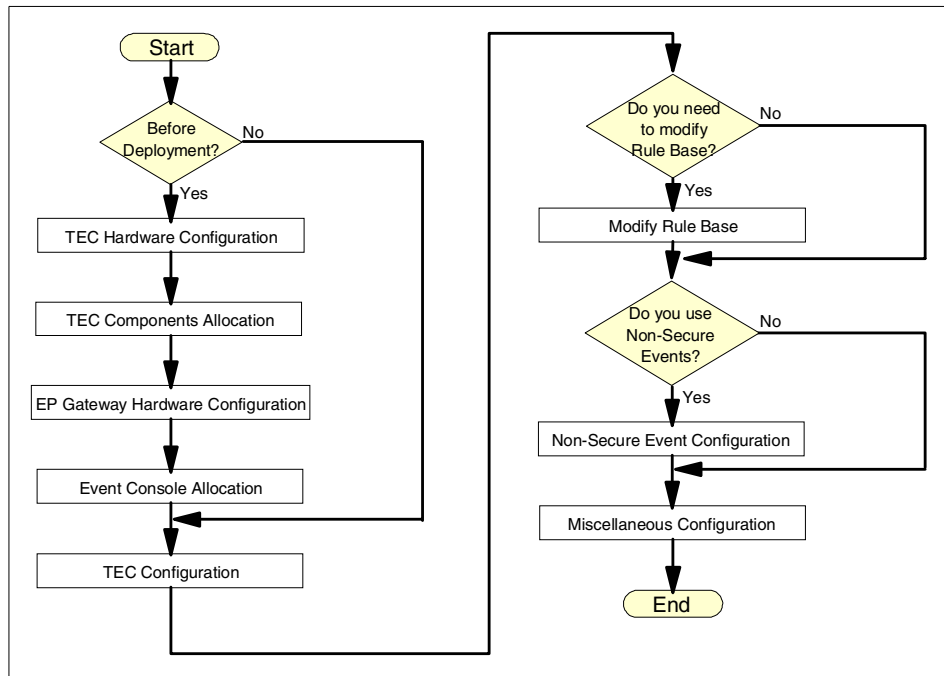 Start
Before
Deployment?
No
Yes
TEC Hardware Configuration
TEC Components Allocation
EP Gateway Hardware Configuration
Event Console Allocation
TEC Configuration
Do you need
to modify
Rule Base?
No
Yes
Modify Rule Base
Do you use
Non-Secure
Events?
No
Yes
Non-Secure Event Configuration
Miscellaneous Configuration
End